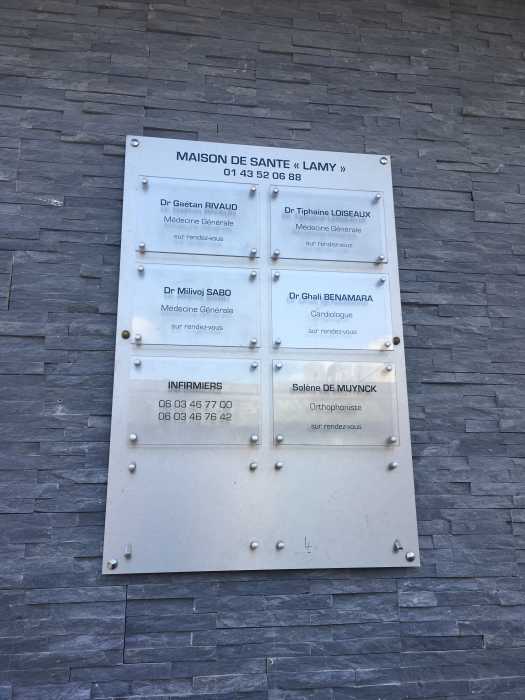 MAISON DE SANTE « LAMY »
01 43 52 06 88
Dr Gaëtan RIVAUD
Médecine Générale
sur rendez-vous
Dr Tiphaine LOISEAUX
Médecine Générale
sur rendez-vous
Dr Milivoj SABO
Médecine Générale
sur rendez-vous
Dr Ghali BENAMARA
Cardiologue
sur rendez-vous
INFIRMIERS
06 03 46 77 00
06 03 46 76 42
Solène DE MUYNCK
Orthophoniste
sur rendez-vous